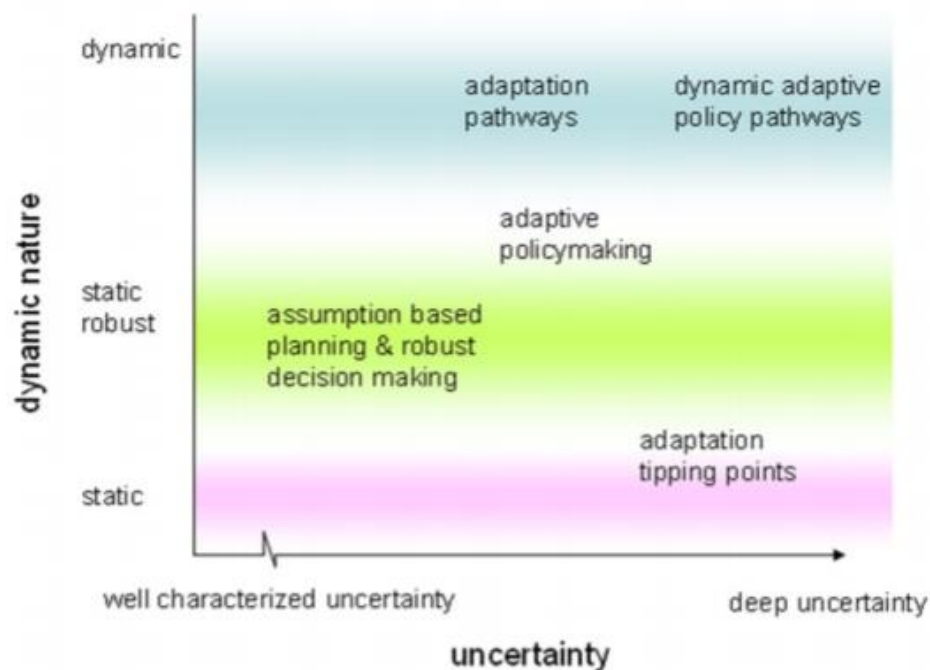 dynamic
adaptation
pathways
dynamic adaptive
policy pathways
adaptive
policymaking
dynamic nature
static
robust
assumption based
planning & robust
decision making
adaptation
tipping points
static
well characterized uncertainty
deep uncertainty
uncertainty